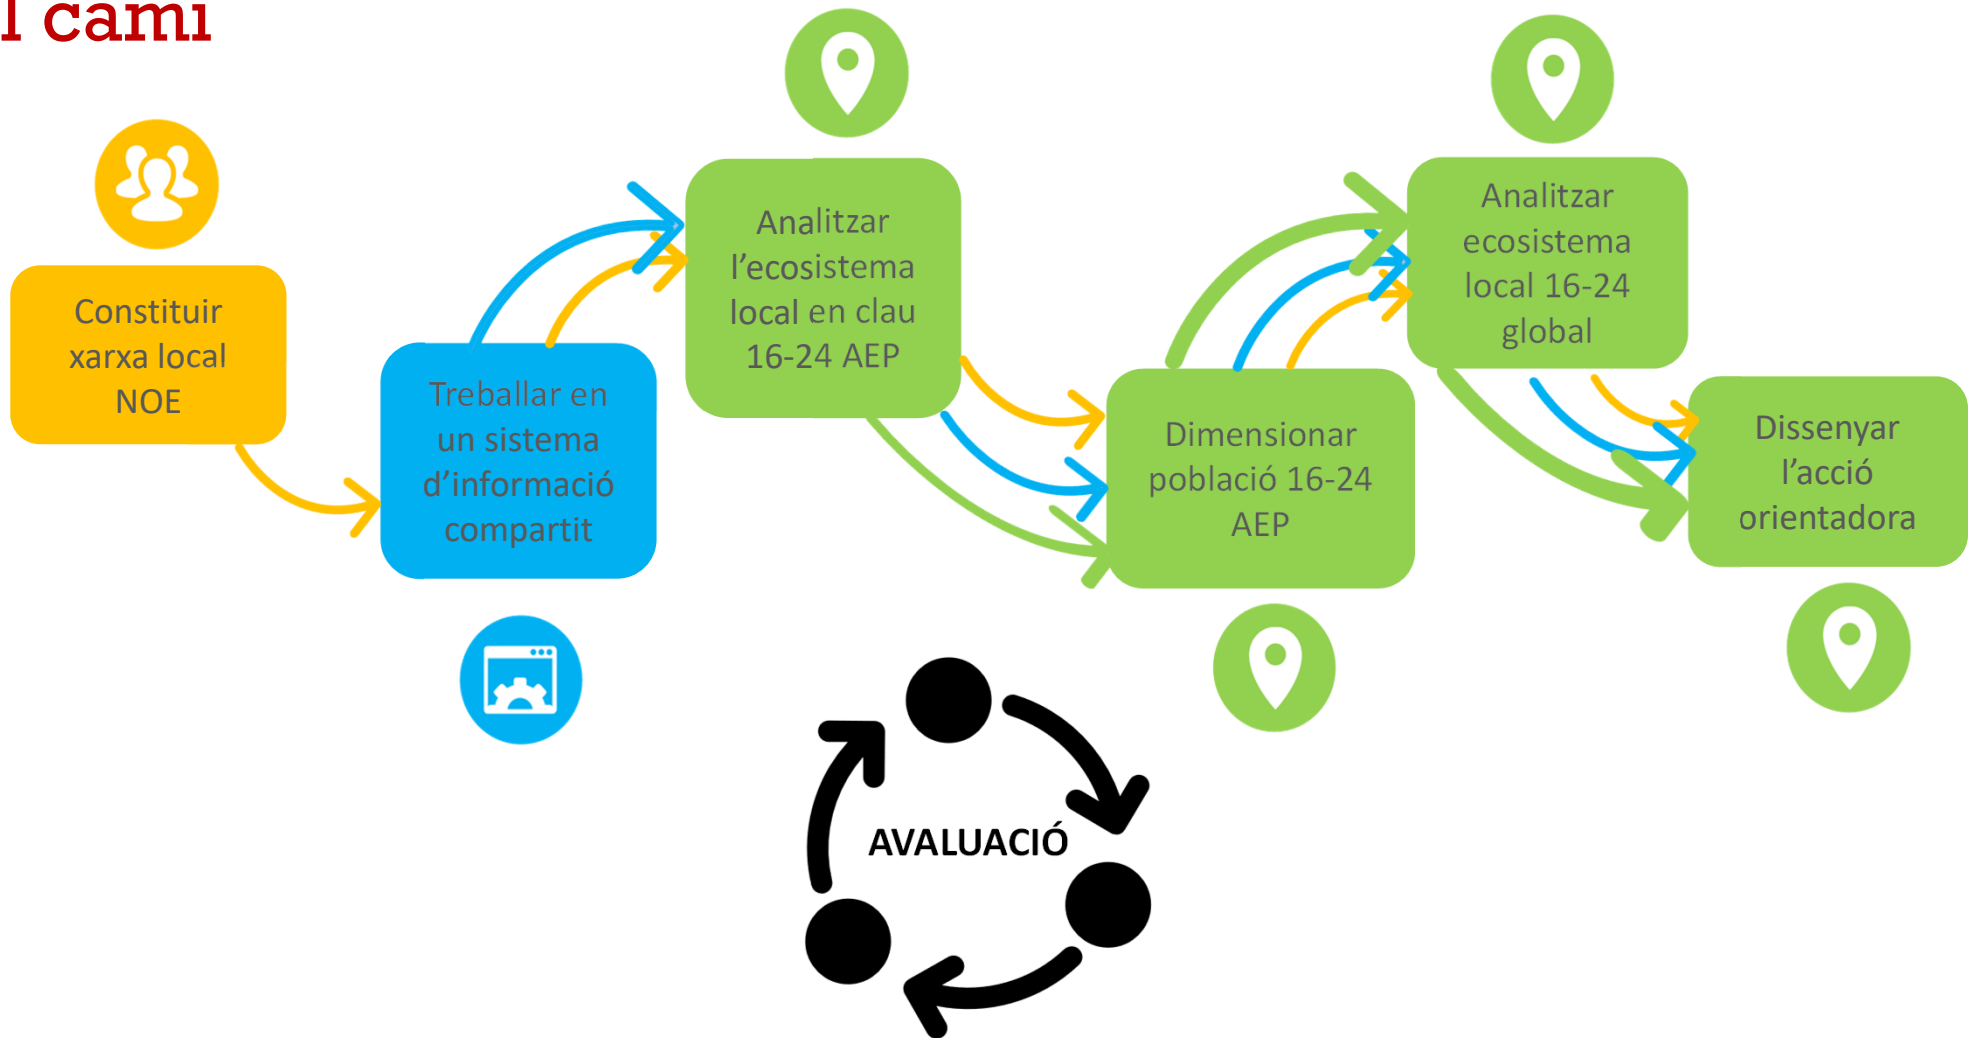 l camí
Constituir
xarxa local
NOE
Treballar en
un sistema
d’informació
compartit
Analitzar
l’ecosistema
local en clau
16-24 AEP
Dimensionar
població 16-24
AEP
Analitzar
ecosistema
local 16-24
global
Dissenyar
l’acció
orientadora
AVALUACIÓ